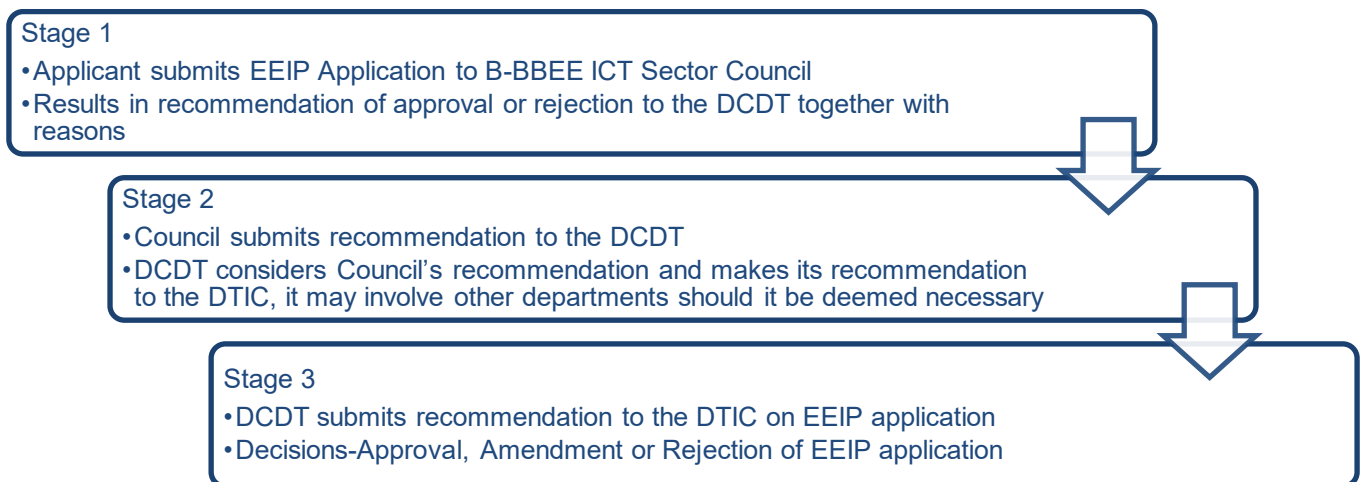 Stage 1
•Applicant submits EEIP Application to B-BBEE ICT Sector Council
•Results in recommendation of approval or rejection to the DCDT together with
reasons
Stage 2
•Council submits recommendation to the DCDT
•DCDT considers Council's recommendation and makes its recommendation
to the DTIC, it may involve other departments should it be deemed necessary
Stage 3
•DCDT submits recommendation to the DTIC on EEIP application
•Decisions-Approval, Amendment or Rejection of EEIP application